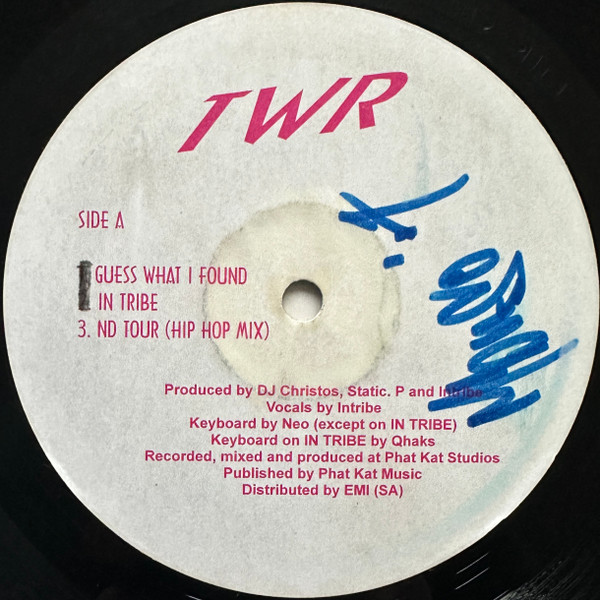 TWR
SIDE A
GUESS WHAT I FOUND
IN TRIBE
3. ND TOUR (HIP HOP MIX)
Produced by DJ Christos, Static. P and Intribe
Vocals by Intribe
Keyboard by Neo (except on IN TRIBE)
Keyboard on IN TRIBE by Qhaks
Recorded, mixed and produced at Phat Kat Studios
Published by Phat Kat Music
Distributed by EMI (SA)